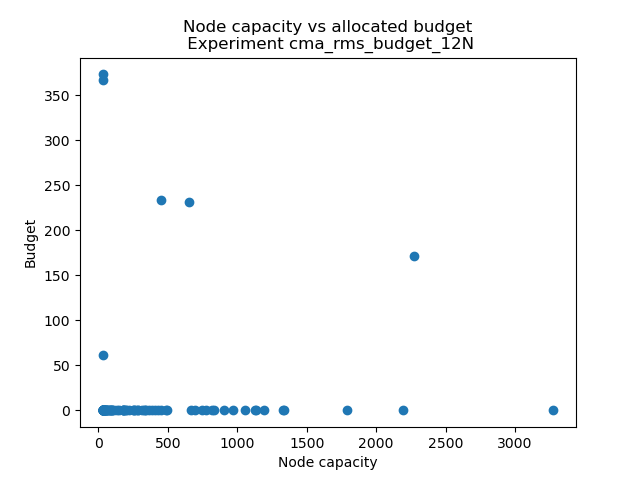 Node capacity vs allocated budget
Experiment cma_rms_budget_12N
350
300
250
200
150
100
50
0
Budget
0 500 1000 1500 2000 2500 3000
Node capacity